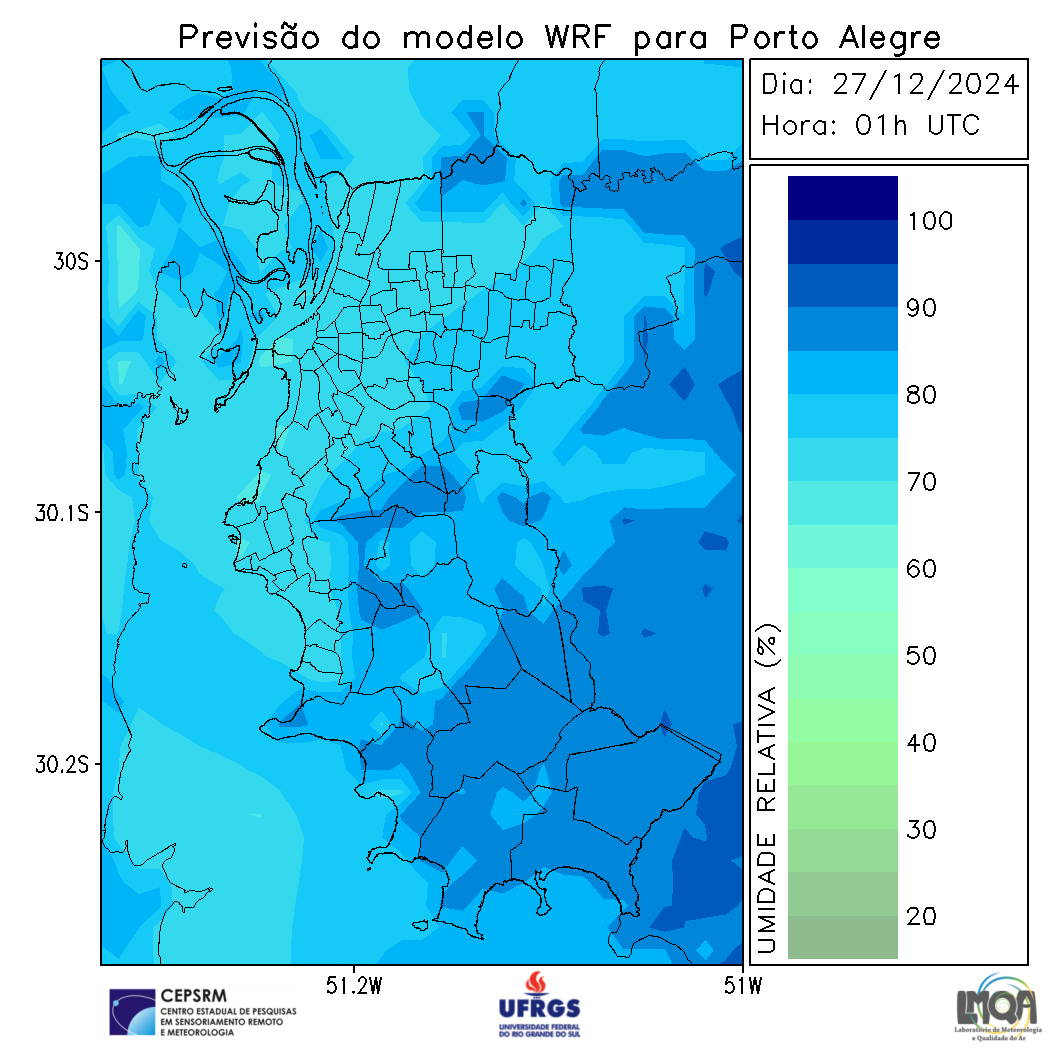 Previsão do modelo WRF para Porto Alegre
Dia: 27/12/2024
Hora: 01h UTC
30S
30.1S
30.2S
51.2W
51W
100
90
80
70
60
50
40
30
20
UMIDADE RELATIVA (%)
CEPSRM
CENTRO ESTADUAL DE PESQUISAS
EM SENSORIAMENTO REMOTO
E METEOROLOGIA
UFRGS
UNIVERSIDADE FEDERAL
DO RIO GRANDE DO SUL
LMQA
Laboratório de Meteorologia
e Qualidade do Ar